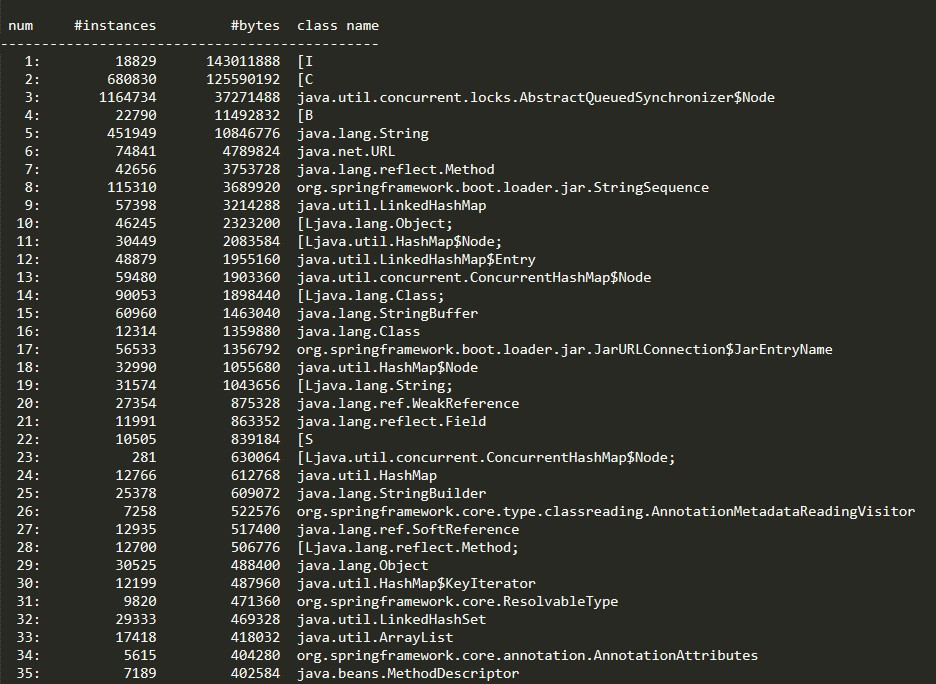 num #instances #bytes class name
----------------------------------------------
1: 18829 143011888 [I
2: 680830 125590192 [C
3: 1164734 37271488 java.util.concurrent.locks.AbstractQueuedSynchronizer$Node
4: 22790 11492832 [B
5: 451949 10846776 java.lang.String
6: 74841 4789824 java.net.URL
7: 42656 3753728 java.lang.reflect.Method
8: 115310 3689920 org.springframework.boot.loader.jar.StringSequence
9: 57398 3214288 java.util.LinkedHashMap
10: 46245 2323200 [Ljava.lang.Object;
11: 30449 2083584 [Ljava.util.HashMap$Node;
12: 48879 1955160 java.util.LinkedHashMap$Entry
13: 59480 1903360 java.util.concurrent.ConcurrentHashMap$Node
14: 90053 1898440 [Ljava.lang.Class;
15: 60960 1463040 java.lang.StringBuffer
16: 12314 1359880 java.lang.Class
17: 56533 1356792 org.springframework.boot.loader.jar.JarURLConnection$JarEntryName
18: 32990 1055680 java.util.HashMap$Node
19: 31574 1043656 [Ljava.lang.String;
20: 27354 875328 java.lang.ref.WeakReference
21: 11991 863352 java.lang.reflect.Field
22: 10505 839184 [S
23: 281 630064 [Ljava.util.concurrent.ConcurrentHashMap$Node;
24: 12766 612768 java.util.HashMap
25: 25378 609072 java.lang.StringBuilder
26: 7258 522576 org.springframework.core.type.classreading.AnnotationMetadataReadingVisitor
27: 12935 517400 java.lang.ref.SoftReference
28: 12700 506776 [Ljava.lang.reflect.Method;
29: 30525 488400 java.lang.Object
30: 12199 487960 java.util.HashMap$KeyIterator
31: 9820 471360 org.springframework.core.ResolvableType
32: 29333 469328 java.util.LinkedHashSet
33: 17418 418032 java.util.ArrayList
34: 5615 404280 org.springframework.core.annotation.AnnotationAttributes
35: 7189 402584 java.beans.MethodDescriptor